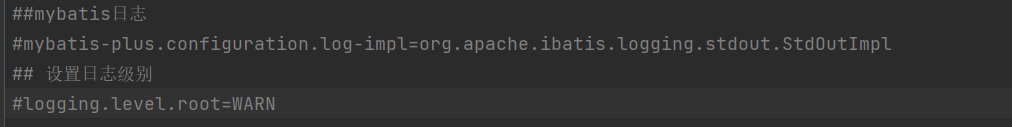 ##mybatis日志
#mybatis-plus.configuration.log-impl=org.apache.ibatis.logging.stdout.StdOutImpl
## 设置日志级别
#logging.level.root=WARN